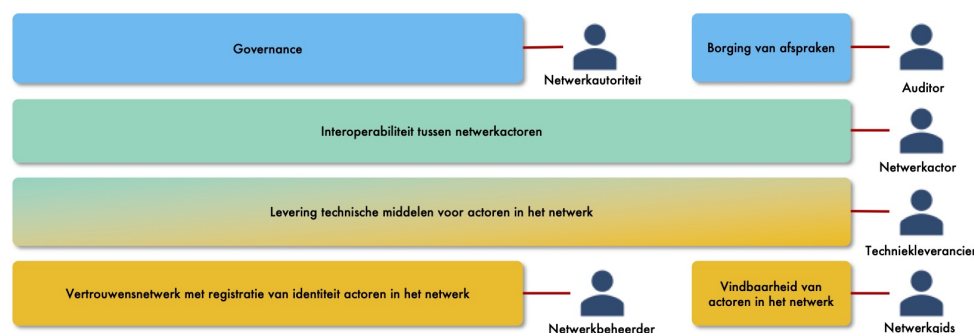 Governance
Netwerkautoriteit
Borging van afspraken
Auditor
Interoperabiliteit tussen netwerkactoren
Netwerkactor
Levering technische middelen voor actoren in het netwerk
Techniekleverancier
Vertrouwensnetwerk met registratie van identiteit actoren in het netwerk
Netwerkbeheerder
Vindbaarheid van
actoren in het netwerk
Netwerkgids